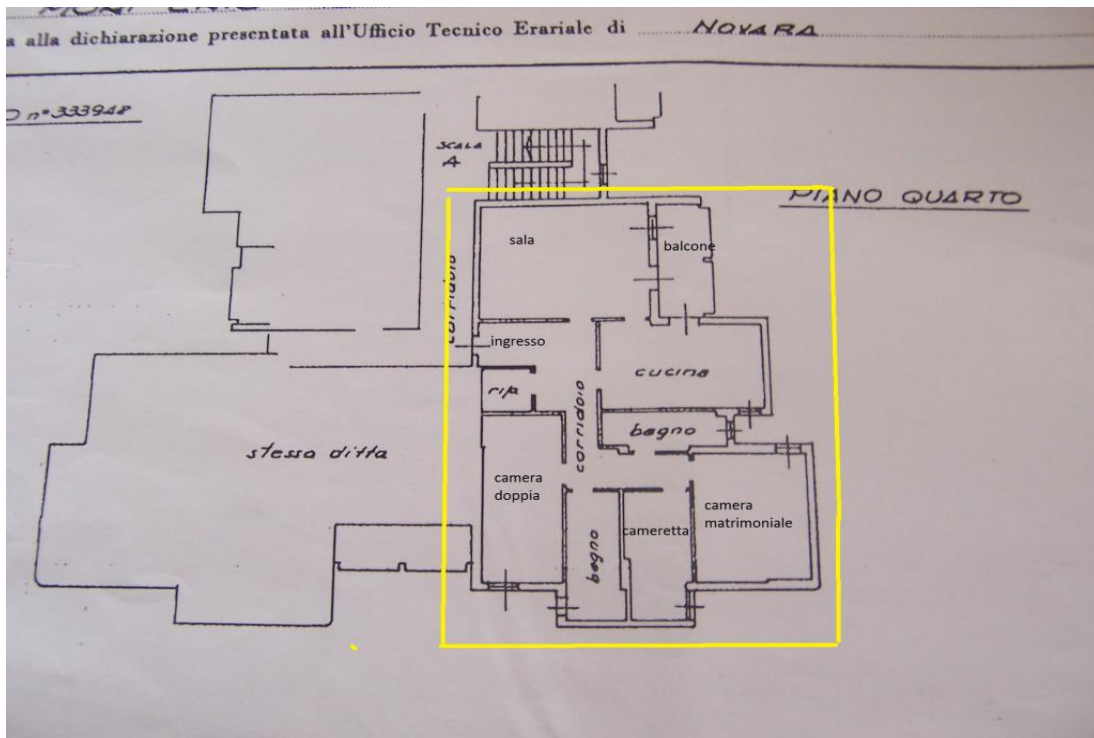 a alla dichiarazione presentata all'Ufficio Tecnico Erariale di NOVARA
n° 333948
SCALA
A
PIANO QUARTO
sala
balcone
corridoio
ingresso
cucina
rip
corridoio
bagno
stessa ditta
camera
doppia
camera
matrimoniale
cameretta
bagno